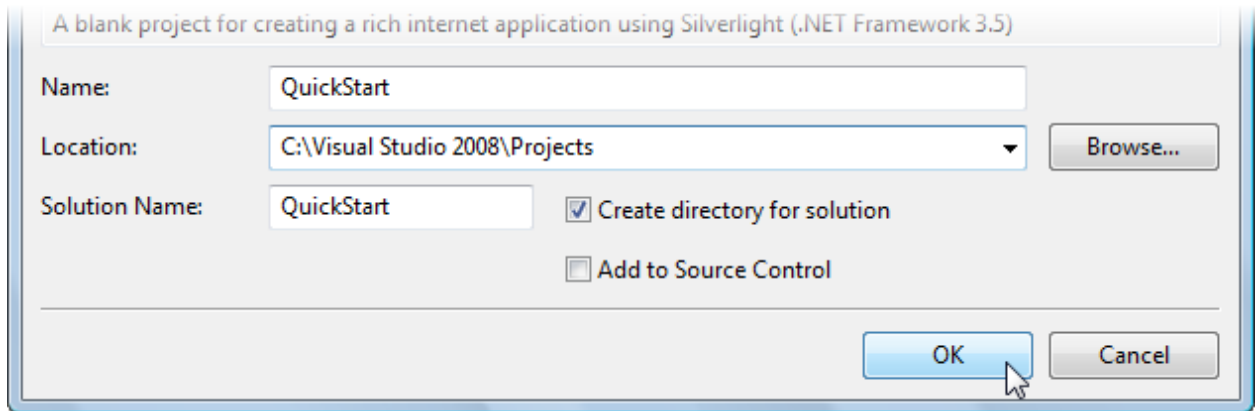 A blank project for creating a rich internet application using Silverlight (.NET Framework 3.5)
Name: QuickStart
Location: C:\Visual Studio 2008\Projects Browse...
Solution Name: QuickStart Create directory for solution
Add to Source Control
OK Cancel